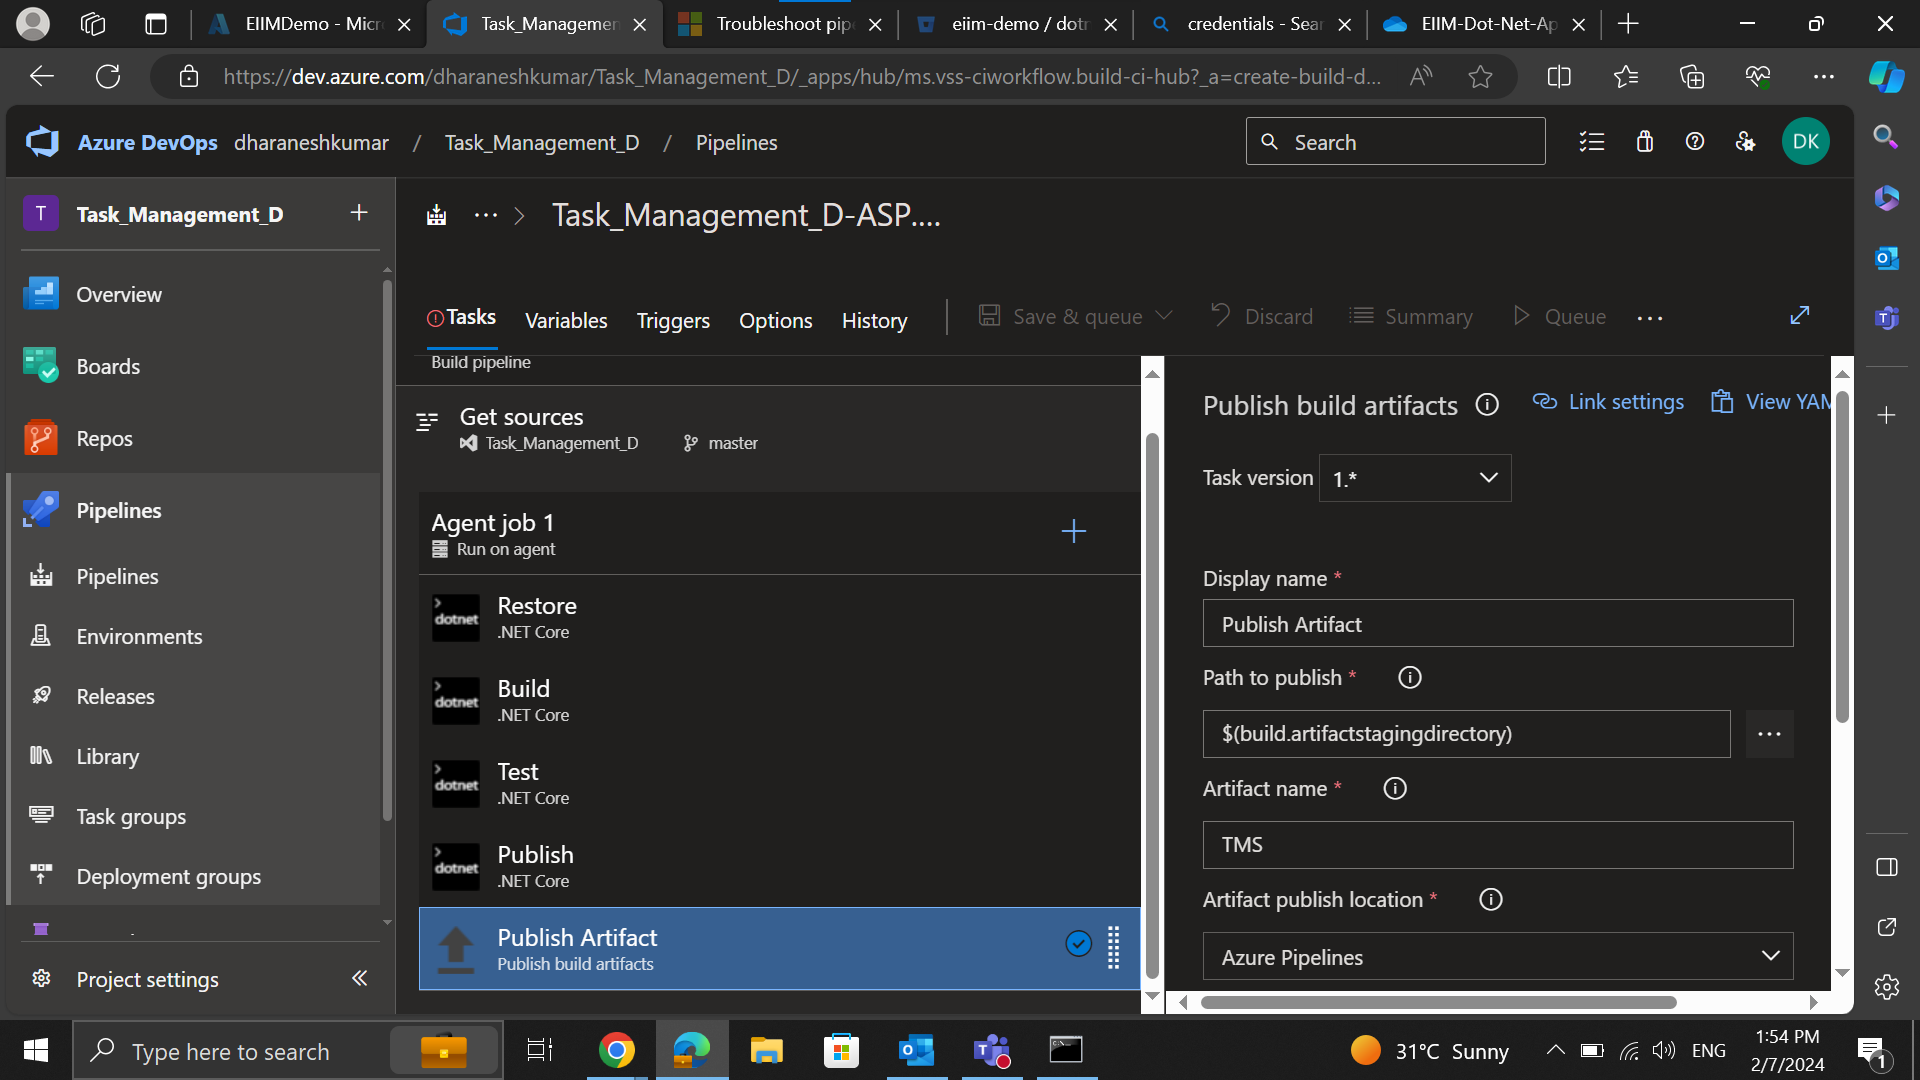 EIIMDemo - Micr
Task_Managemen
Troubleshoot pip
eiim-demo / dotn
credentials - Sear
EIIM-Dot-Net-Ap
https://dev.azure.com/dharaneshkumar/Task_Management_D/_apps/hub/ms.vss-ciworkflow.build-ci-hub?_a=create-build-d...
Azure DevOps dharaneshkumar / Task_Management_D / Pipelines
Search
DK
T Task_Management_D
Overview
Boards
Repos
Pipelines
Pipelines
Environments
Releases
Library
Task groups
Deployment groups
Project settings
... > Task_Management_D-ASP....
Tasks Variables Triggers Options History
Save & queue Discard Summary Queue ...
Build pipeline
Get sources
Task_Management_D master
Agent job 1
Run on agent
dotnet
Restore
.NET Core
dotnet
Build
.NET Core
dotnet
Test
.NET Core
dotnet
Publish
.NET Core
Publish Artifact
Publish build artifacts
Publish build artifacts Link settings View YAM
Task version 1.*
Display name *
Publish Artifact
Path to publish *
$(build.artifactstagingdirectory)
...
Artifact name *
TMS
Artifact publish location *
Azure Pipelines
Type here to search
31°C Sunny
ENG
1:54 PM
2/7/2024
1